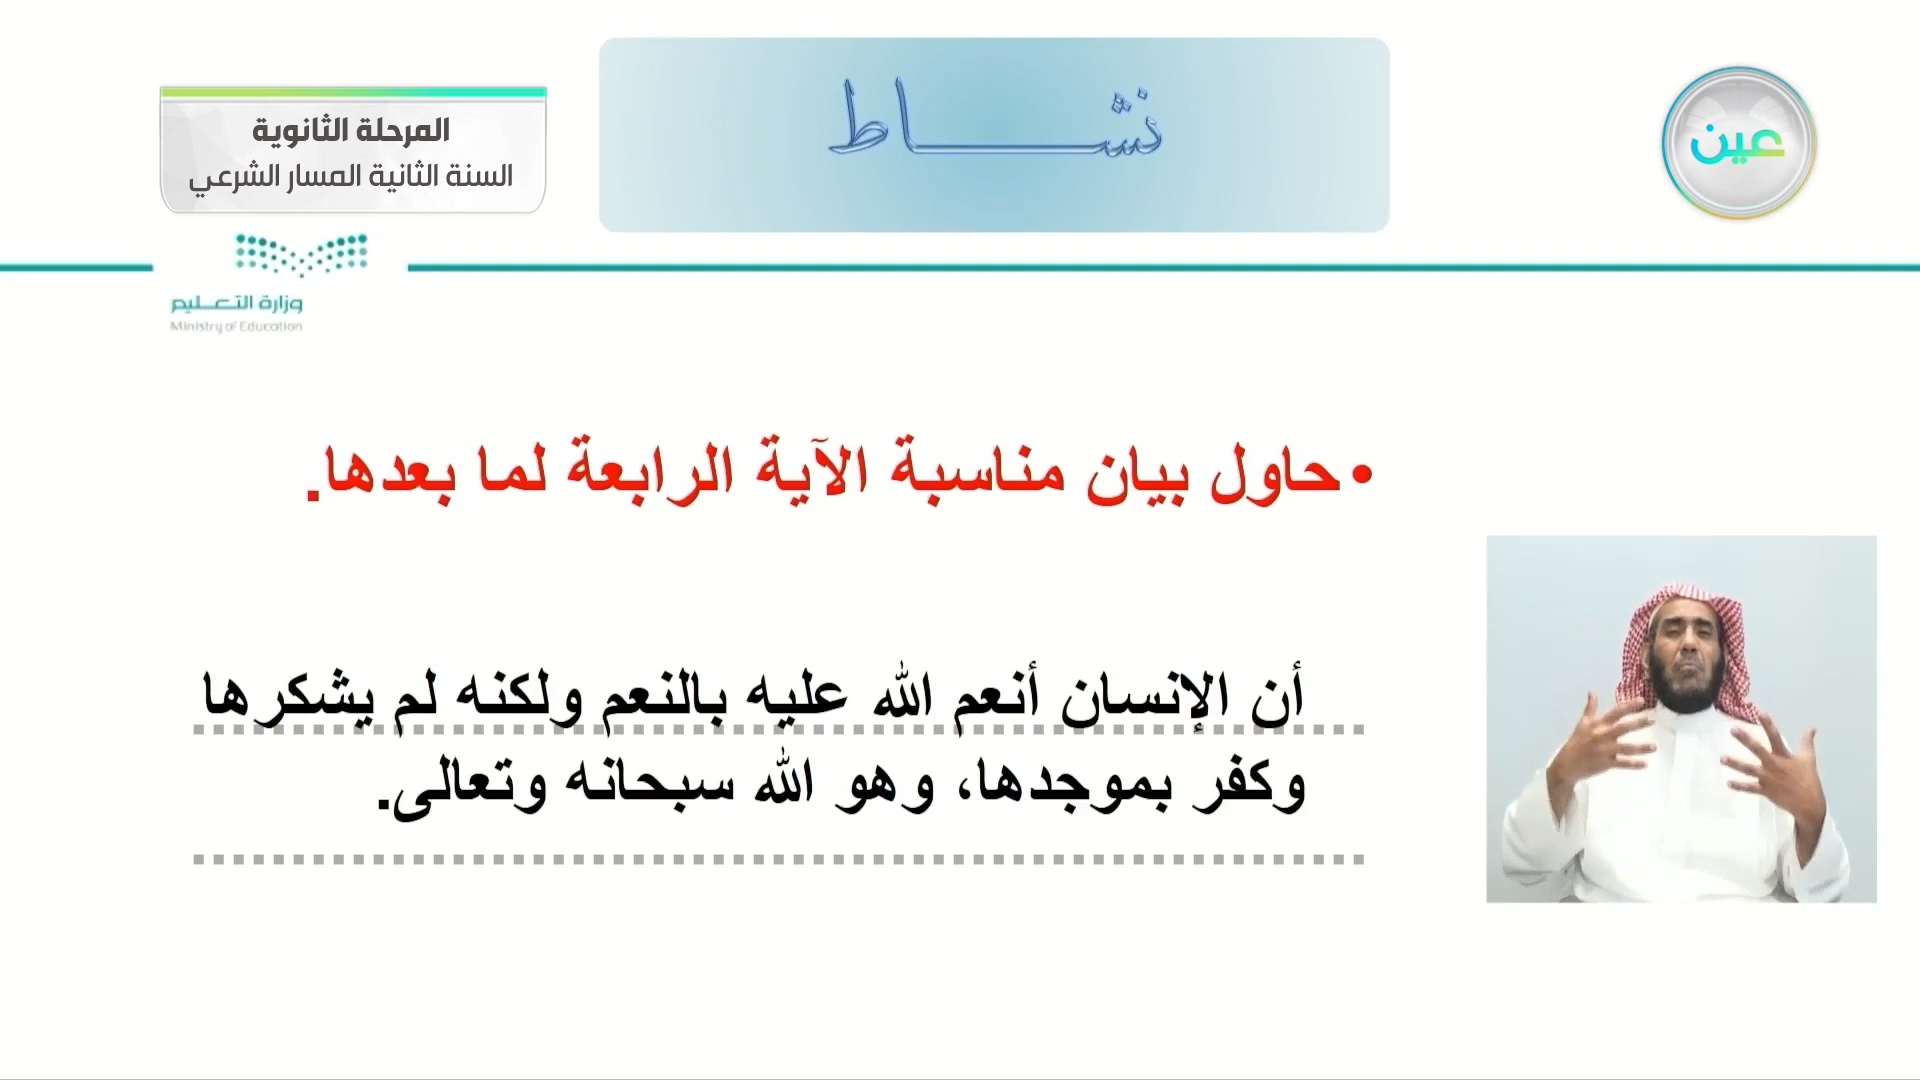 عين
نشاط
المرحلة الثانوية
السنة الثانية المسار الشرعي
وزارة التعليم
Ministry of Education
• حاول بيان مناسبة الآية الرابعة لما بعدها.
أن الإنسان أنعم الله عليه بالنعم ولكنه لم يشكرها
وكفر بموجدها، وهو الله سبحانه وتعالى.